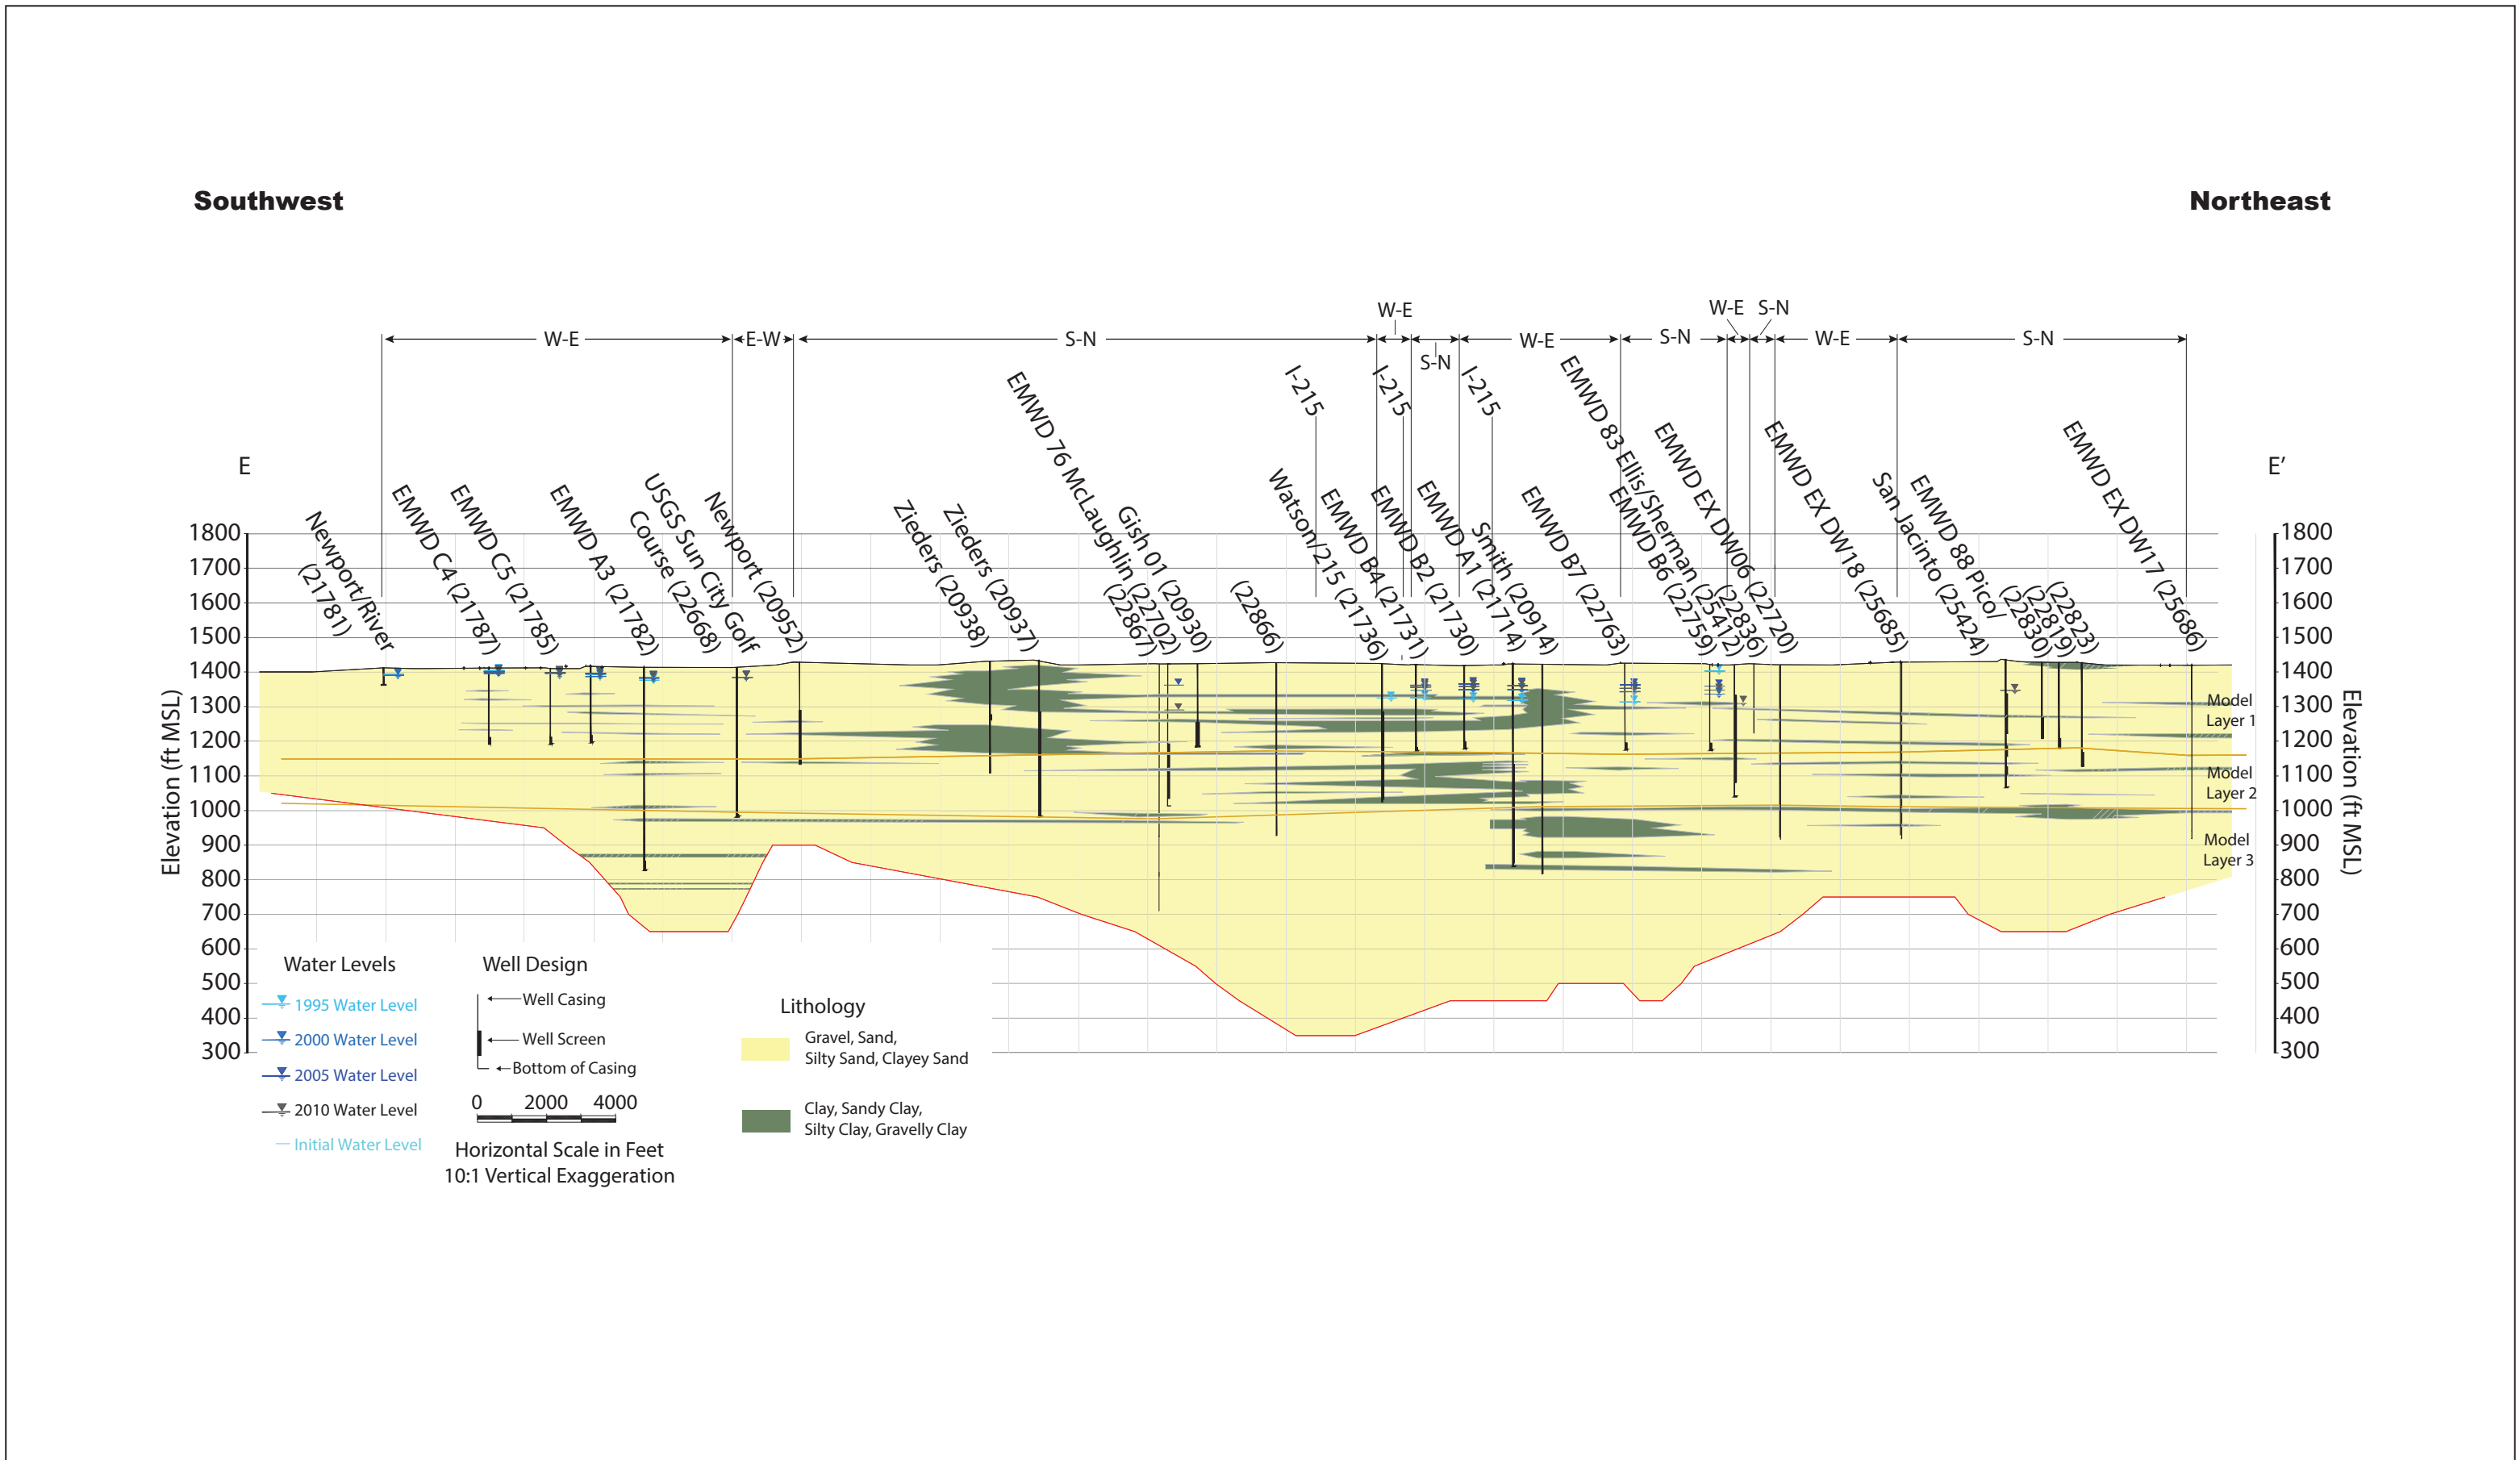 Southwest
Northeast
W-E
W-E
S-N
W-E
E-W
S-N
W-E
S-N
W-E
S-N
S-N
I-215
I-215
I-215
E
E’
Newport/River
(21781)
EMWD C4 (21787)
EMWD C5 (21785)
EMWD A3 (21782)
USGS Sun City Golf
Course (22668)
Newport (20952)
Zieders (20938)
Zieders (20937)
EMWD 76 McLaughlin (22702)
(22867)
Gish 01 (20930)
(22866)
Watson/215 (21736)
EMWD B4 (21731)
EMWD B2 (21730)
EMWD A1 (21714)
Smith (20914)
EMWD B7 (22763)
EMWD 83 Ellis/Sherman (25412)
EMWD B6 (22759)
(22836)
EMWD EX DW06 (22720)
EMWD EX DW18 (25685)
EMWD 88 Pico/
San Jacinto (25424)
(22830)
(22819)
(22823)
EMWD EX DW17 (25686)
Elevation (ft MSL)
1800
1700
1600
1500
1400
1300
1200
1100
1000
900
800
700
600
500
400
300
1800
1700
1600
1500
1400
1300
1200
1100
1000
900
800
700
600
500
400
300
Elevation (ft MSL)
Model
Layer 1
Model
Layer 2
Model
Layer 3
Water Levels
1995 Water Level
2000 Water Level
2005 Water Level
2010 Water Level
Initial Water Level
Well Design
Well Casing
Well Screen
Bottom of Casing
0 2000 4000
Horizontal Scale in Feet
10:1 Vertical Exaggeration
Lithology
Gravel, Sand,
Silty Sand, Clayey Sand
Clay, Sandy Clay,
Silty Clay, Gravelly Clay